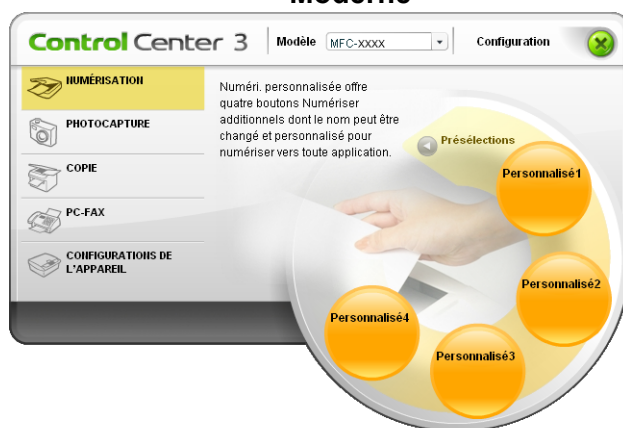 Moderne
Control Center 3
Modèle
MFC-XXXX
Configuration
NUMÉRISATION
PHOTOCAPTURE
COPIE
PC-FAX
CONFIGURATIONS DE
L'APPAREIL
Numéri. personnalisée offre
quatre boutons Numériser
additionnels dont le nom peut être
changé et personnalisé pour
numériser vers toute application.
Présélections
Personnalisé1
Personnalisé2
Personnalisé3
Personnalisé4